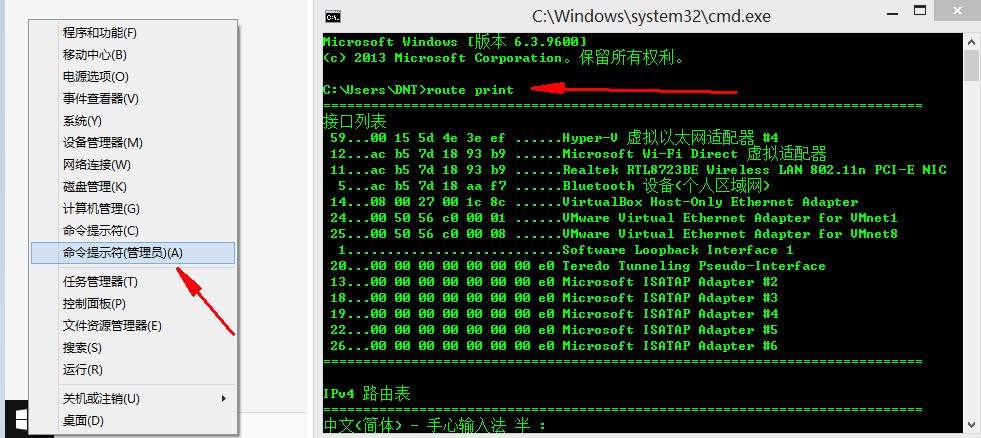 程序和功能(F)
移动中心(B)
电源选项(O)
事件查看器(V)
系统(Y)
设备管理器(M)
网络连接(W)
磁盘管理(K)
计算机管理(G)
命令提示符(C)
命令提示符(管理员)(A)
任务管理器(T)
控制面板(P)
文件资源管理器(E)
搜索(S)
运行(R)
关机或注销(U)
桌面(D)
C:\Windows\system32\cmd.exe
Microsoft Windows [版本 6.3.9600]
(c) 2013 Microsoft Corporation。保留所有权利。
C:\Users\DNT>route print
===========================================================================
接口列表
59...00 15 5d 4e 3e ef ......Hyper-V 虚拟以太网适配器 #4
12...ac b5 7d 18 93 b9 ......Microsoft Wi-Fi Direct 虚拟适配器
11...ac b5 7d 18 93 b9 ......Realtek RTL8723BE Wireless LAN 802.11n PCI-E NIC
5...ac b5 7d 18 aa f7 ......Bluetooth 设备(个人区域网)
14...08 00 27 00 1c 8c ......VirtualBox Host-Only Ethernet Adapter
24...00 50 56 c0 00 01 ......VMware Virtual Ethernet Adapter for VMnet1
25...00 50 56 c0 00 08 ......VMware Virtual Ethernet Adapter for VMnet8
1...........................Software Loopback Interface 1
20...00 00 00 00 00 00 00 e0 Teredo Tunneling Pseudo-Interface
13...00 00 00 00 00 00 00 e0 Microsoft ISATAP Adapter #2
18...00 00 00 00 00 00 00 e0 Microsoft ISATAP Adapter #3
19...00 00 00 00 00 00 00 e0 Microsoft ISATAP Adapter #4
22...00 00 00 00 00 00 00 e0 Microsoft ISATAP Adapter #5
26...00 00 00 00 00 00 00 e0 Microsoft ISATAP Adapter #6
===========================================================================
IPv4 路由表
===========================================================================
中文(简体) - 手心输入法 半 :